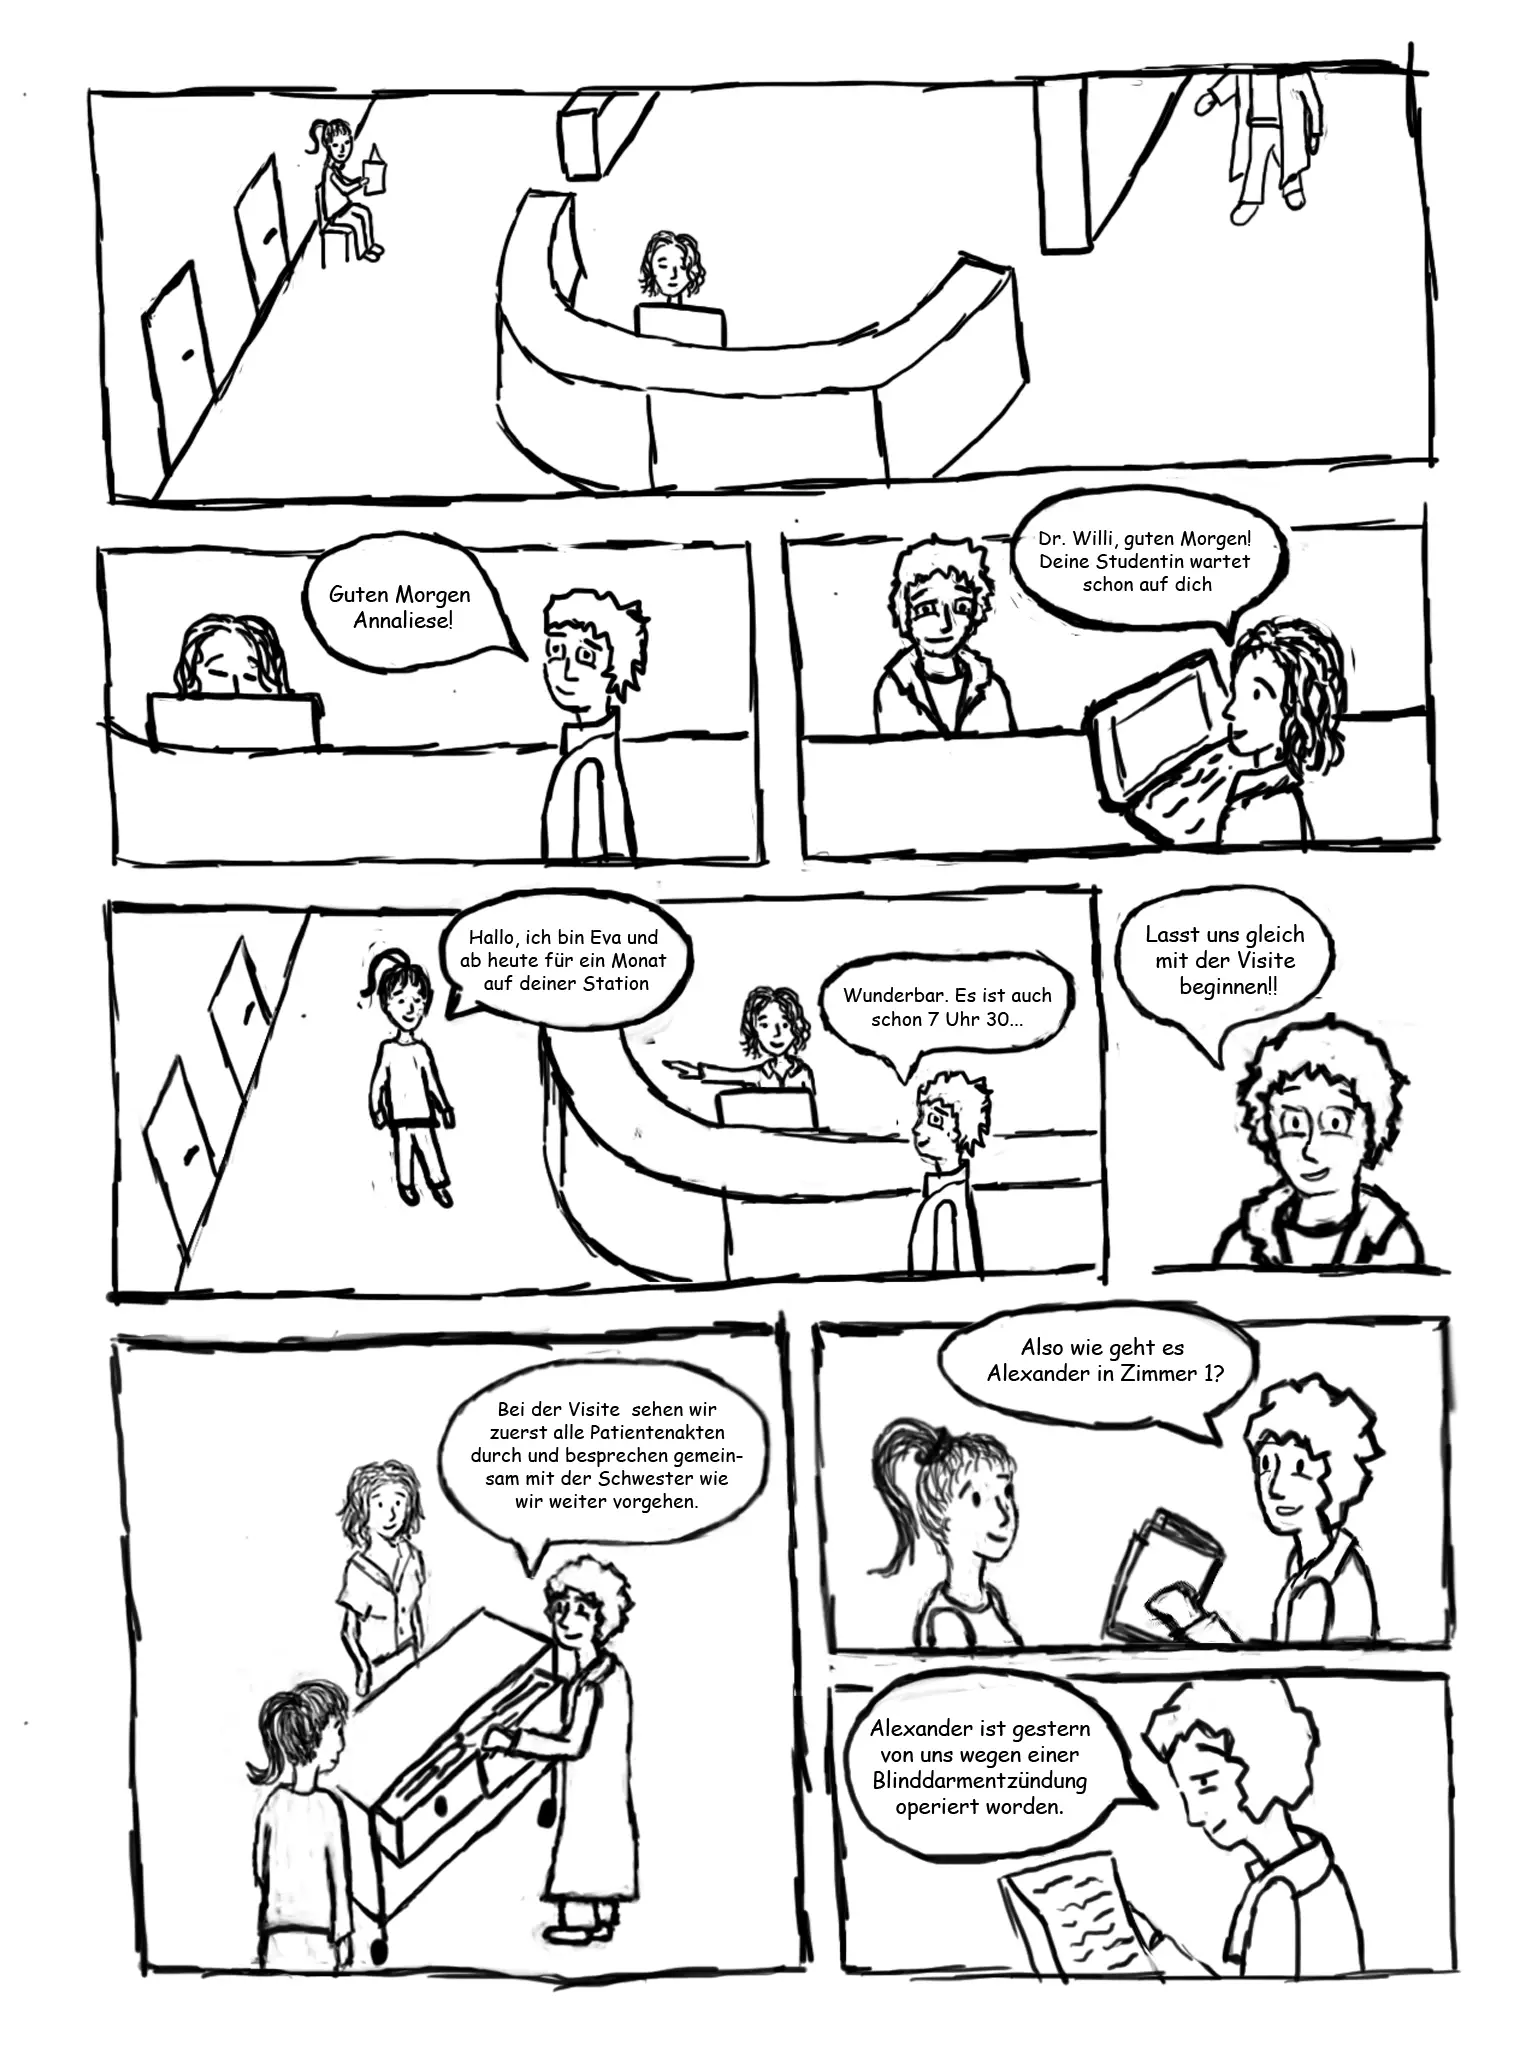 Guten Morgen
Annaliese!
Dr. Willi, guten Morgen!
Deine Studentin wartet
schon auf dich
Hallo, ich bin Eva und
ab heute für ein Monat
auf deiner Station
Wunderbar. Es ist auch
schon 7 Uhr 30...
Lasst uns gleich
mit der Visite
beginnen!!
Bei der Visite sehen wir
zuerst alle Patientenakten
durch und besprechen gemein-
sam mit der Schwester wie
wir weiter vorgehen.
Also wie geht es
Alexander in Zimmer 1?
Alexander ist gestern
von uns wegen einer
Blinddarmentzündung
operiert worden.